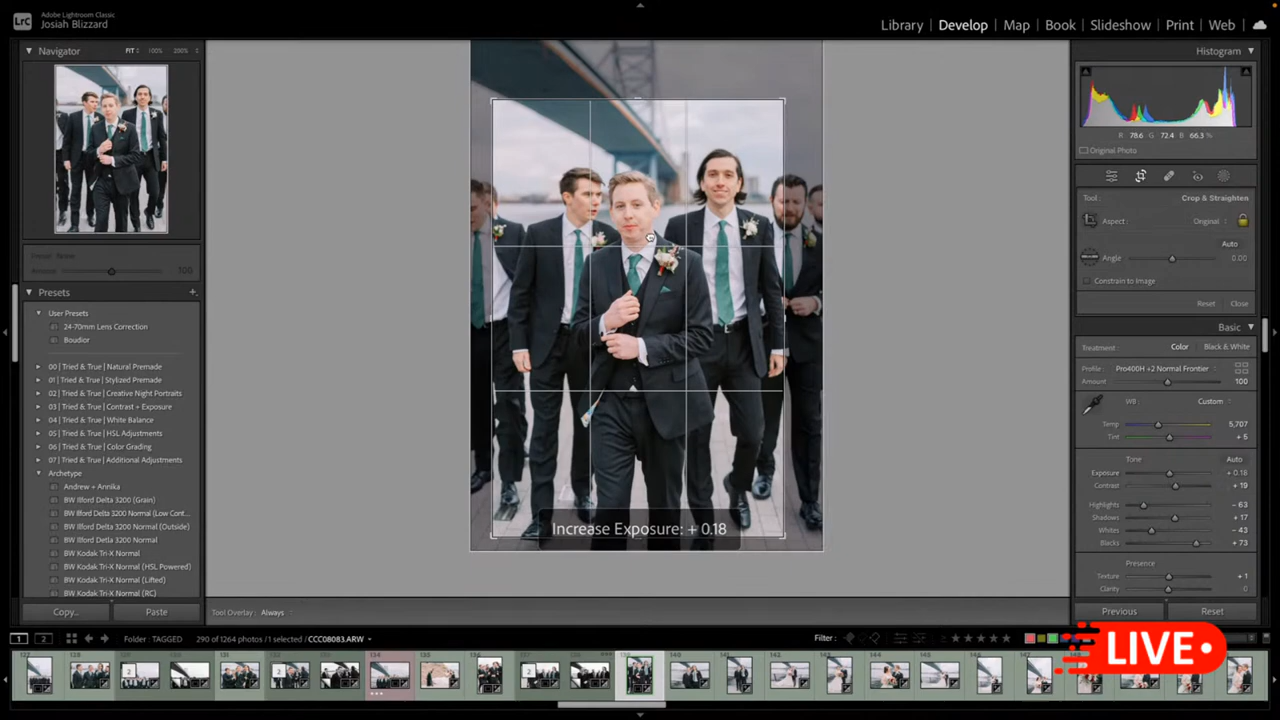 LrC
Adobe Lightroom Classic
Josiah Blizzard
Library | Develop | Map | Book | Slideshow | Print | Web
Navigator FIT 100% 200%
Histogram
R 78.6 G 72.4 B 66.3 %
Original Photo
Tool: Crop & Straighten
Aspect: Original
Auto
Angle 0.00
Constrain to Image
Reset Close
Preset: None
Amount 100
Presets
User Presets
24-70mm Lens Correction
Boudior
00 | Tried & True | Natural Premade
01 | Tried & True | Stylized Premade
02 | Tried & True | Creative Night Portraits
03 | Tried & True | Contrast + Exposure
04 | Tried & True | White Balance
05 | Tried & True | HSL Adjustments
06 | Tried & True | Color Grading
07 | Tried & True | Additional Adjustments
Archetype
Andrew + Annika
BW Ilford Delta 3200 (Grain)
BW Ilford Delta 3200 Normal (Low Cont...
BW Ilford Delta 3200 Normal (Outside)
BW Ilford Detla 3200 Normal
BW Kodak Tri-X Normal
BW Kodak Tri-X Normal (HSL Powered)
BW Kodak Tri-X Normal (Lifted)
BW Kodak Tri-X Normal (RC)
Copy... Paste
Basic
Treatment: Color Black & White
Profile: Pro400H +2 Normal Frontier
Amount 100
WB: Custom
Temp 5,707
Tint + 5
Tone Auto
Exposure + 0.18
Contrast + 19
Highlights – 63
Shadows + 17
Whites – 43
Blacks + 73
Presence
Texture + 1
Clarity 0
Previous Reset
Increase Exposure: + 0.18
Tool Overlay: Always
1 2 Folder: TAGGED 290 of 1264 photos / 1 selected / CCC08083.ARW
Filter:
LIVE